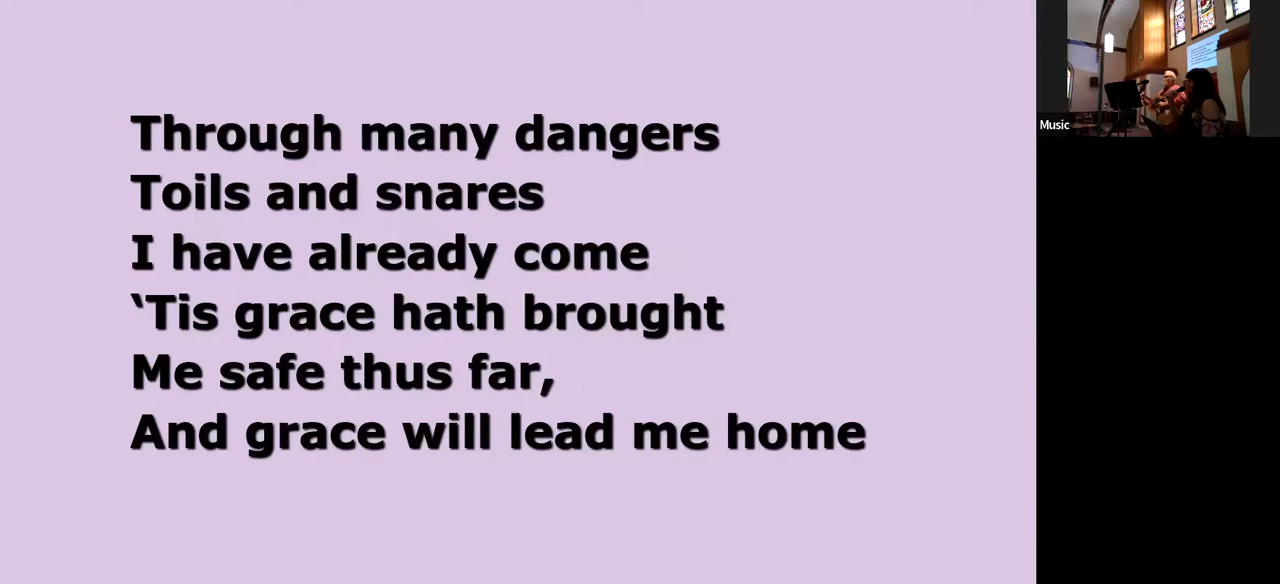 Through many dangers
Toils and snares
I have already come
‘Tis grace hath brought
Me safe thus far,
And grace will lead me home
Music